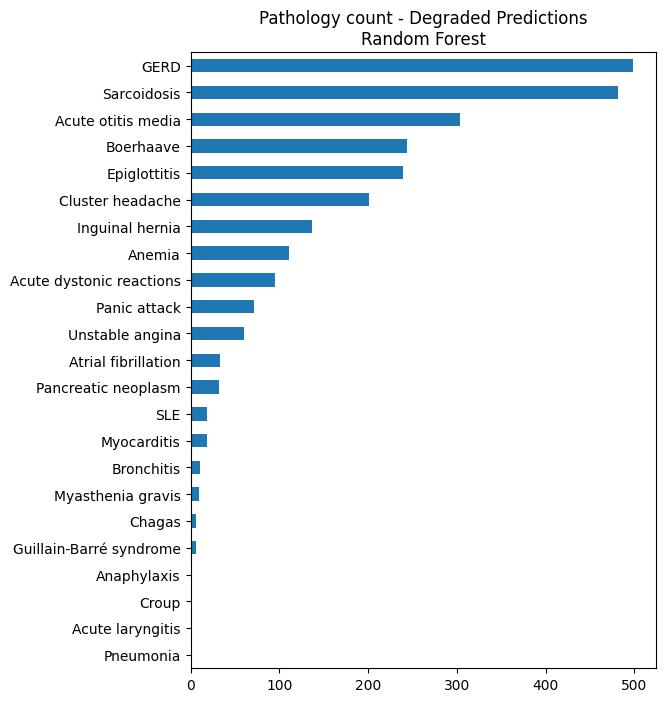 Pathology count - Degraded Predictions
Random Forest
GERD
Sarcoidosis
Acute otitis media
Boerhaave
Epiglottitis
Cluster headache
Inguinal hernia
Anemia
Acute dystonic reactions
Panic attack
Unstable angina
Atrial fibrillation
Pancreatic neoplasm
SLE
Myocarditis
Bronchitis
Myasthenia gravis
Chagas
Guillain-Barré syndrome
Anaphylaxis
Croup
Acute laryngitis
Pneumonia
0 100 200 300 400 500